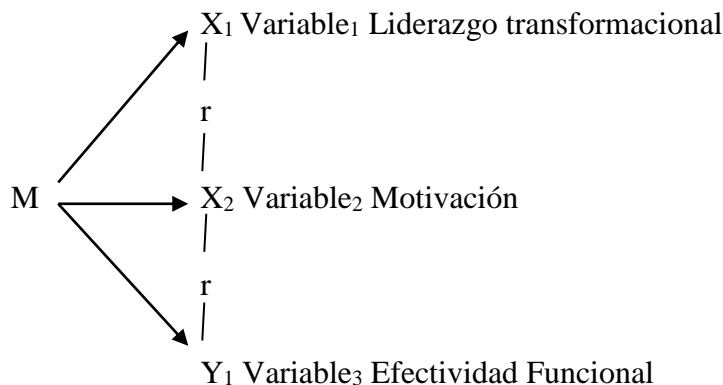 X₁ Variable₁ Liderazgo transformacional
r
M
X₂ Variable₂ Motivación
r
Y₁ Variable₃ Efectividad Funcional